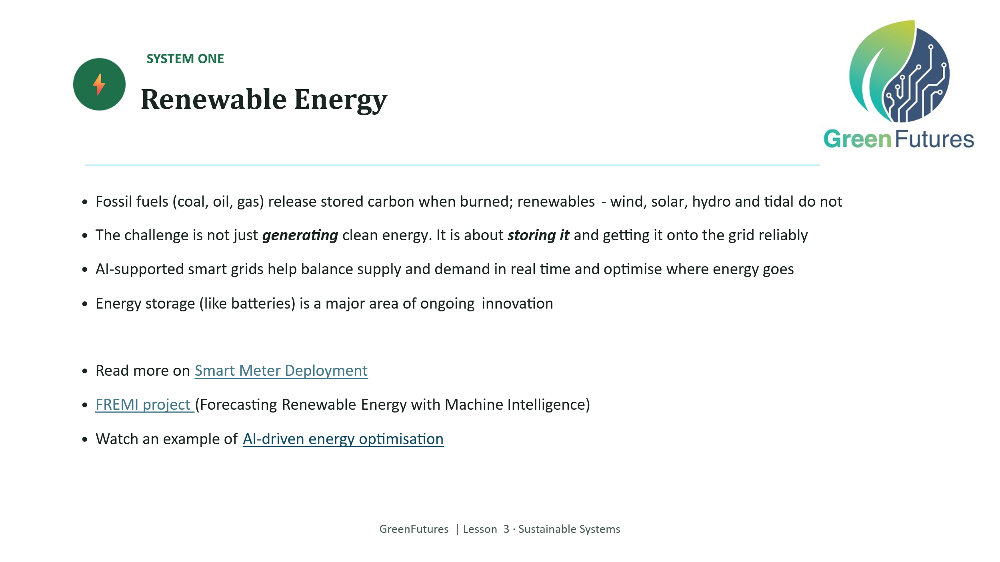 SYSTEM ONE
Renewable Energy
GreenFutures
• Fossil fuels (coal, oil, gas) release stored carbon when burned; renewables - wind, solar, hydro and tidal do not
• The challenge is not just generating clean energy. It is about storing it and getting it onto the grid reliably
• AI-supported smart grids help balance supply and demand in real time and optimise where energy goes
• Energy storage (like batteries) is a major area of ongoing innovation
• Read more on Smart Meter Deployment
• FREMI project (Forecasting Renewable Energy with Machine Intelligence)
• Watch an example of AI-driven energy optimisation
GreenFutures | Lesson 3 · Sustainable Systems